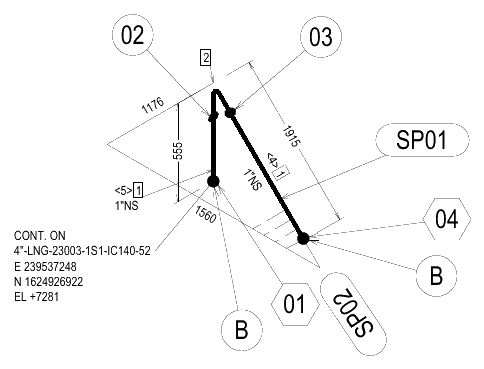 02
03
2
1176
1915
555
SP01
<4> 1
1"NS
<5> 1
1"NS
1560
04
CONT. ON
4"-LNG-23003-1S1-IC140-52
E 239537248
N 1624926922
EL +7281
B
01
SP02
B